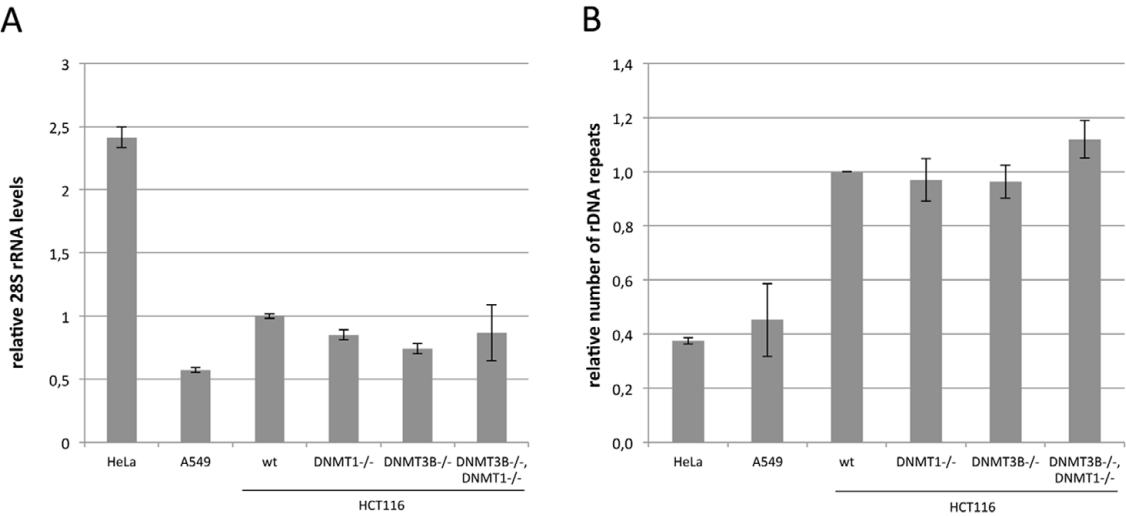 A
relative 28S rRNA levels
3
2,5
2
1,5
1
0,5
0
HeLa
A549
wt
DNMT1-/-
DNMT3B-/-
DNMT3B-/-,
DNMT1-/-
HCT116
B
relative number of rDNA repeats
1,4
1,2
1,0
0,8
0,6
0,4
0,2
0,0
HeLa
A549
wt
DNMT1-/-
DNMT3B-/-
DNMT3B-/-,
DNMT1-/-
HCT116